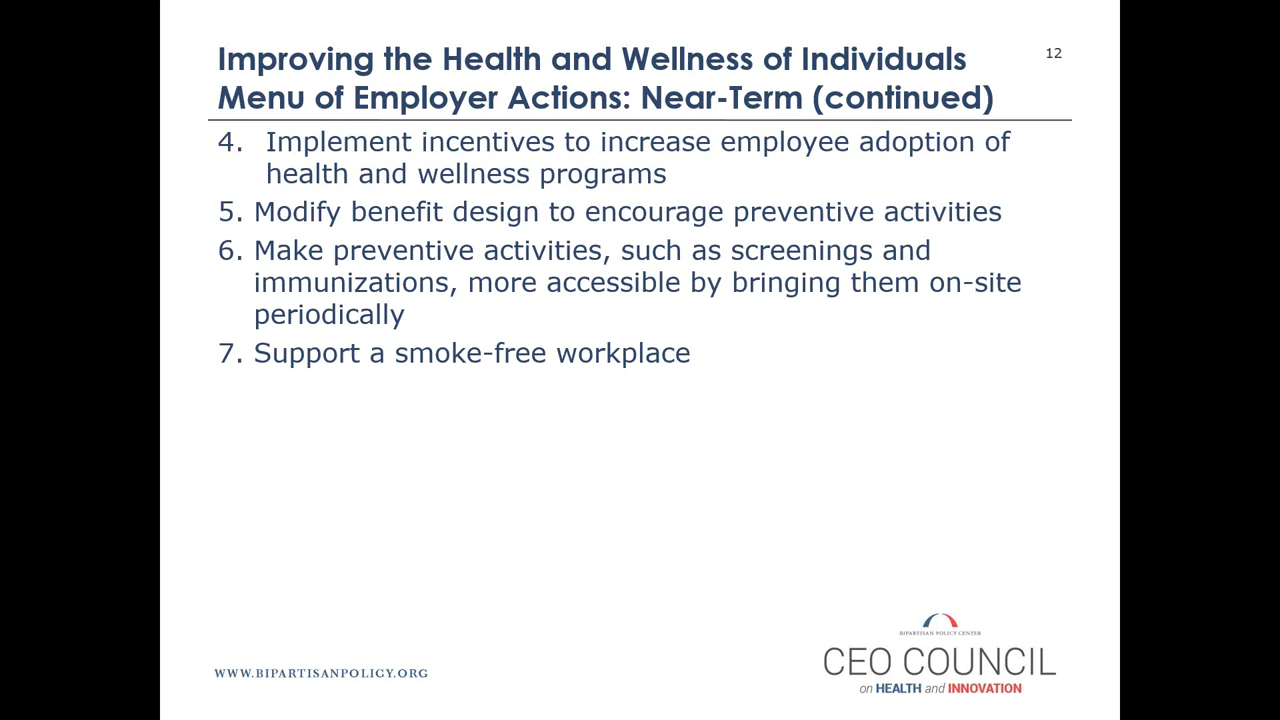 Improving the Health and Wellness of Individuals
12
Menu of Employer Actions: Near-Term (continued)
4. Implement incentives to increase employee adoption of
health and wellness programs
5. Modify benefit design to encourage preventive activities
6. Make preventive activities, such as screenings and
immunizations, more accessible by bringing them on-site
periodically
7. Support a smoke-free workplace
BIPARTISAN POLICY CENTER
CEO COUNCIL
on HEALTH and INNOVATION
WWW.BIPARTISANPOLICY.ORG